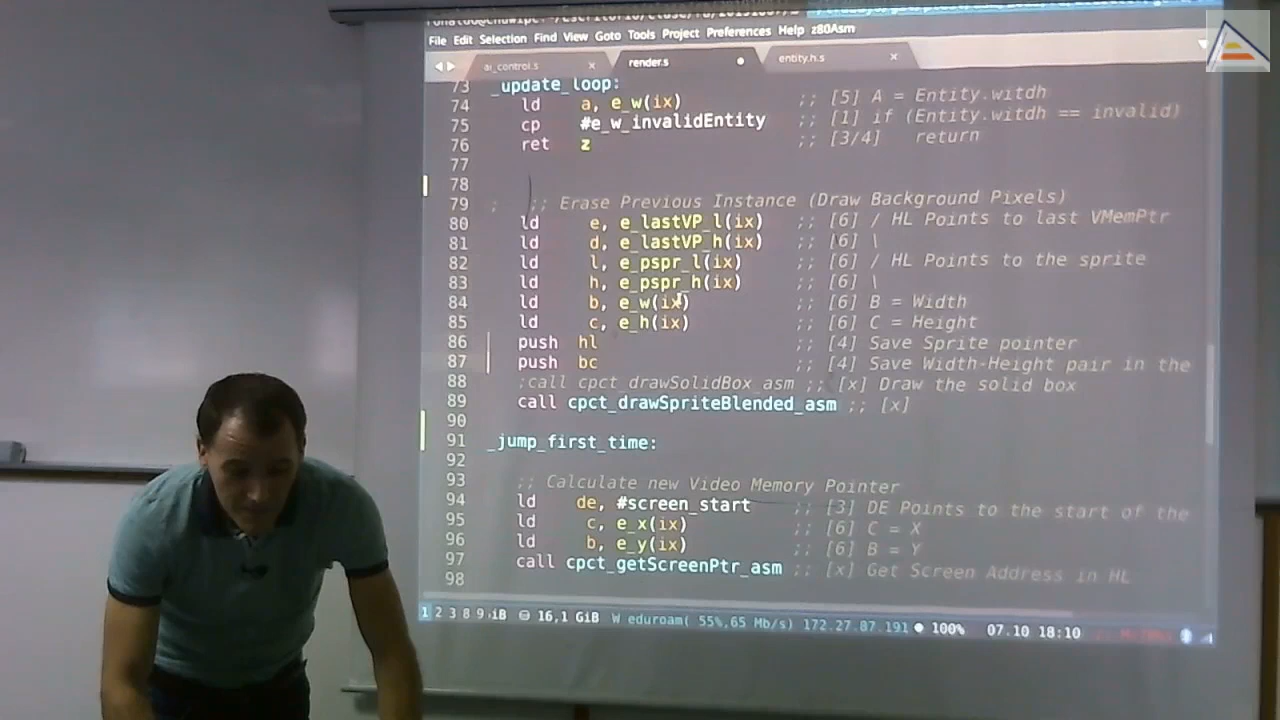 File Edit Selection Find View Goto Tools Project Preferences Help z80Asm
ai_control.s render.s entity.h.s
73 _update_loop:
74 ld a, e_w(ix) ;; [5] A = Entity.witdh
75 cp #e_w_invalidEntity ;; [1] if (Entity.witdh == invalid)
76 ret z ;; [3/4] return
77
78
79 ; ;; Erase Previous Instance (Draw Background Pixels)
80 ld e, e_lastVP_l(ix) ;; [6] / HL Points to last VMemPtr
81 ld d, e_lastVP_h(ix) ;; [6] \
82 ld l, e_pspr_l(ix) ;; [6] / HL Points to the sprite
83 ld h, e_pspr_h(ix) ;; [6] \
84 ld b, e_w(ix) ;; [6] B = Width
85 ld c, e_h(ix) ;; [6] C = Height
86 push hl ;; [4] Save Sprite pointer
87 push bc ;; [4] Save Width-Height pair in the
88 ;call cpct_drawSolidBox_asm ;; [x] Draw the solid box
89 call cpct_drawSpriteBlended_asm ;; [x]
90
91 _jump_first_time:
92
93 ;; Calculate new Video Memory Pointer
94 ld de, #screen_start ;; [3] DE Points to the start of the
95 ld c, e_x(ix) ;; [6] C = X
96 ld b, e_y(ix) ;; [6] B = Y
97 call cpct_getScreenPtr_asm ;; [x] Get Screen Address in HL
98
1 2 3 8 9 iB 16,1 GiB W eduroam( 55%,65 Mb/s) 172.27.87.191 100% 07.10 18:10